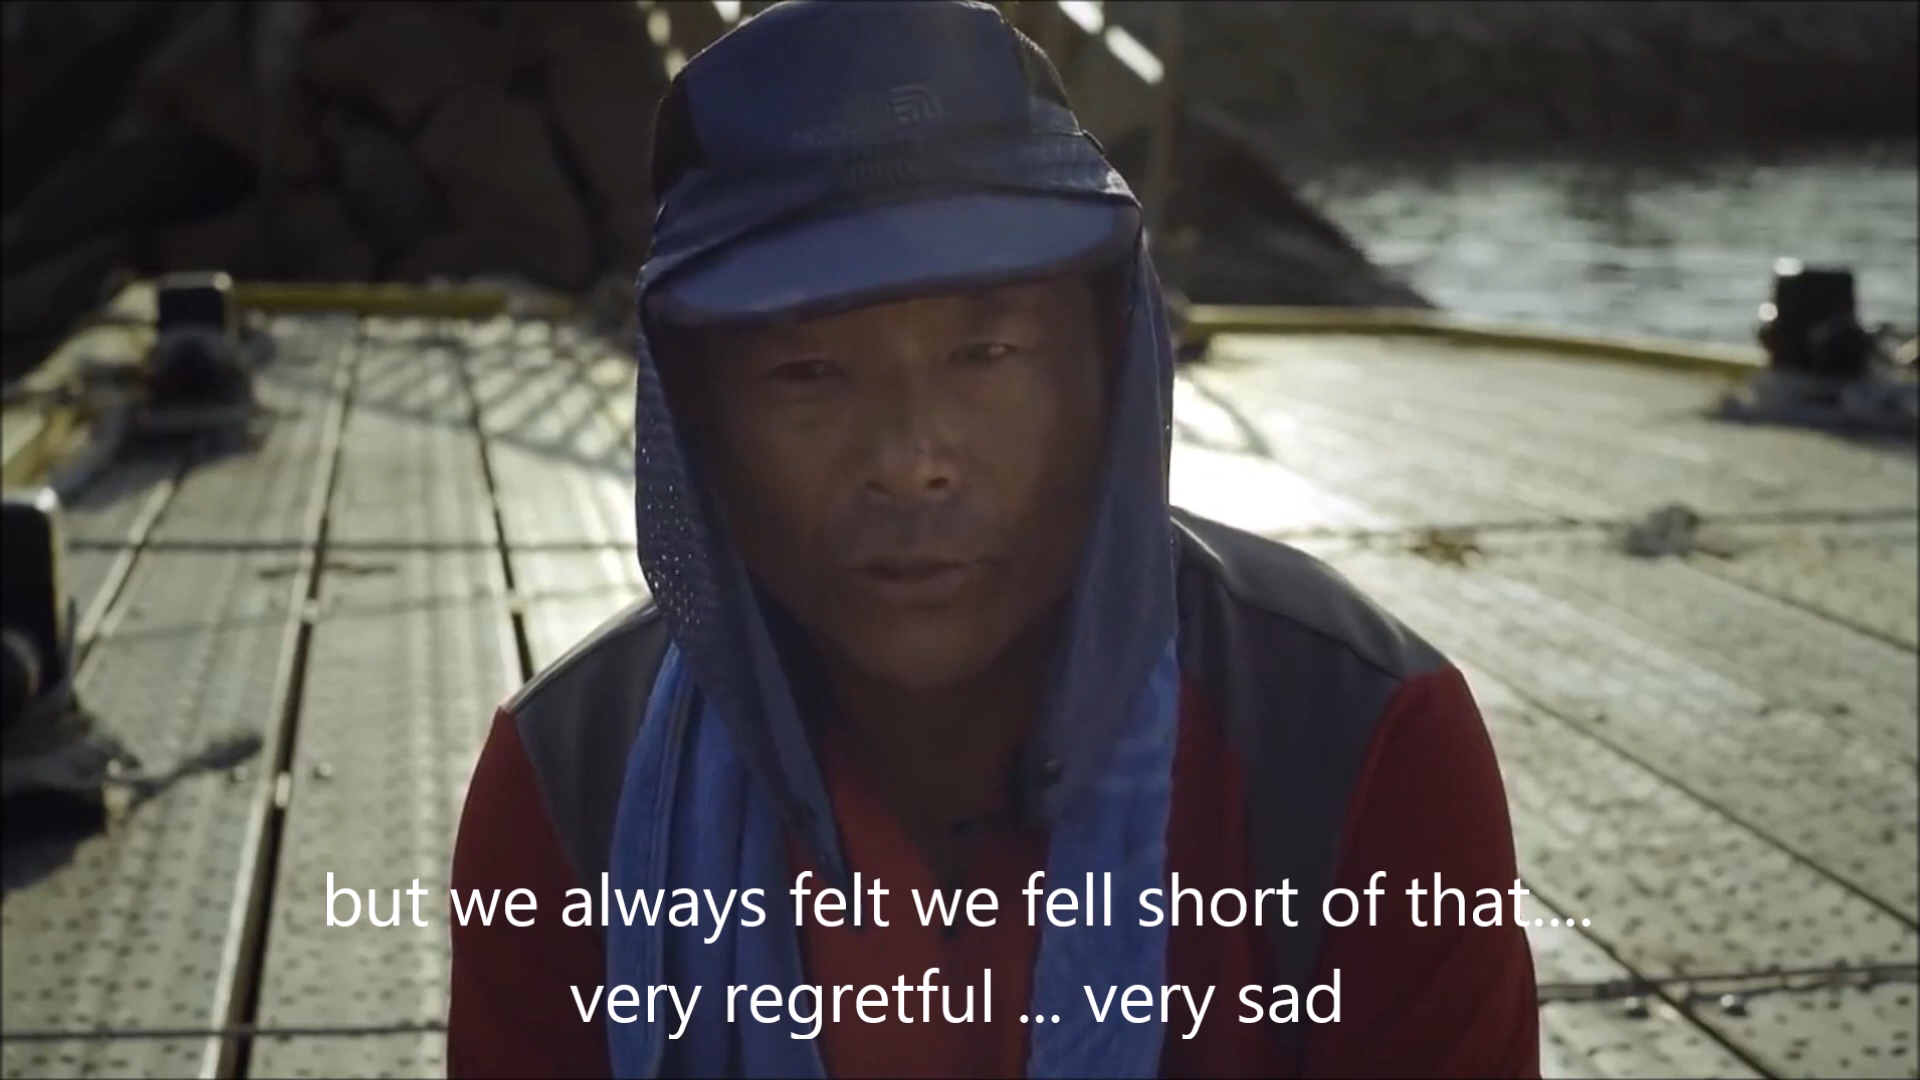 but we always felt we fell short of that....
very regretful ... very sad